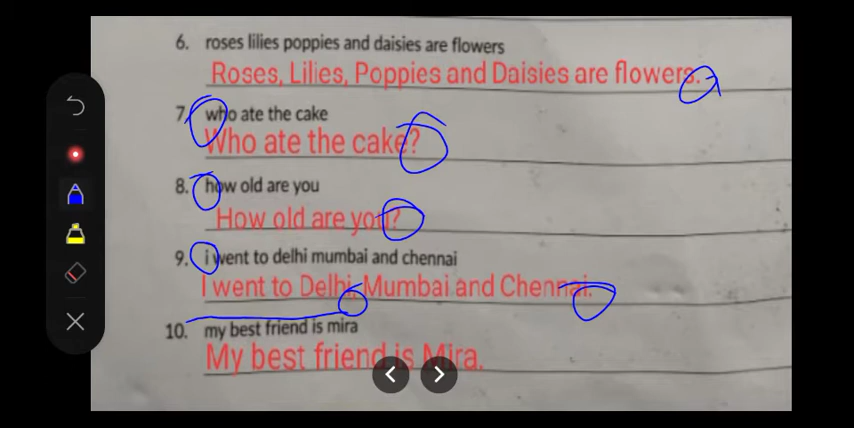 6. roses lilies poppies and daisies are flowers
Roses, Lilies, Poppies and Daisies are flowers.
7. who ate the cake
Who ate the cake?
8. how old are you
How old are you?
9. i went to delhi mumbai and chennai
I went to Delhi, Mumbai and Chennai.
10. my best friend is mira
My best friend is Mira.